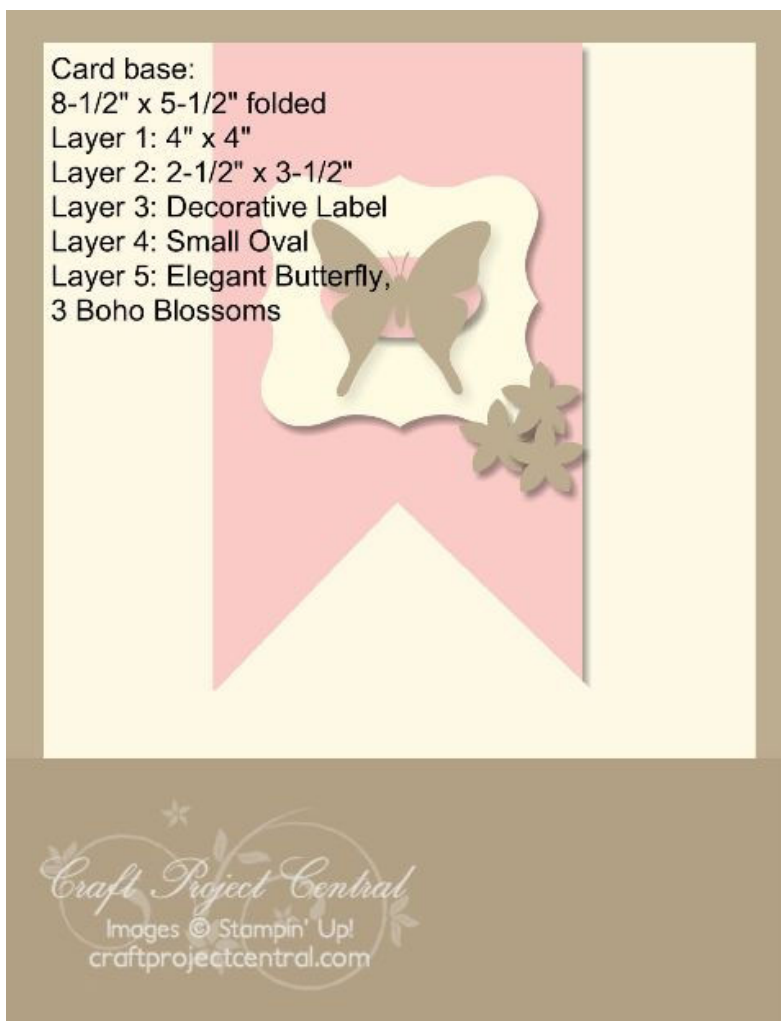 Card base:
8-1/2" x 5-1/2" folded
Layer 1: 4" x 4"
Layer 2: 2-1/2" x 3-1/2"
Layer 3: Decorative Label
Layer 4: Small Oval
Layer 5: Elegant Butterfly,
3 Boho Blossoms
Craft Project Central
Images © Stampin' Up!
craftprojectcentral.com